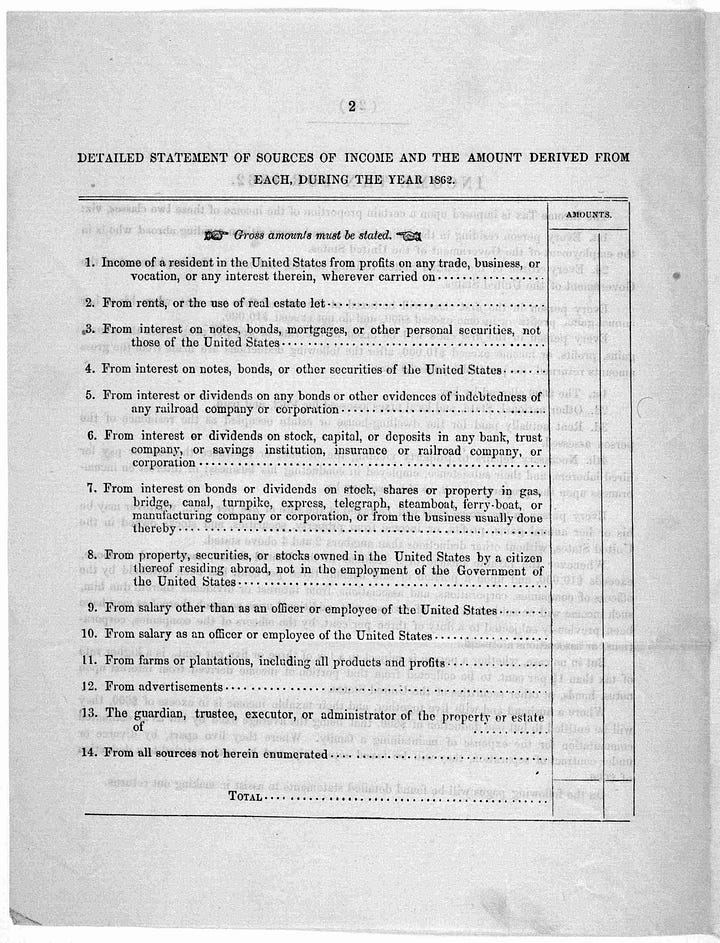 2
DETAILED STATEMENT OF SOURCES OF INCOME AND THE AMOUNT DERIVED FROM
EACH, DURING THE YEAR 1862.
AMOUNTS.
Gross amounts must be stated.
1. Income of a resident in the United States from profits on any trade, business, or
vocation, or any interest therein, wherever carried on
2. From rents, or the use of real estate let
3. From interest on notes, bonds, mortgages, or other personal securities, not
those of the United States
4. From interest on notes, bonds, or other securities of the United States
5. From interest or dividends on any bonds or other evidences of indebtedness of
any railroad company or corporation
6. From interest or dividends on stock, capital, or deposits in any bank, trust
company, or savings institution, insurance or railroad company, or
corporation
7. From interest on bonds or dividends on stock, shares or property in gas,
bridge, canal, turnpike, express, telegraph, steamboat, ferry-boat, or
manufacturing company or corporation, or from the business usually done
thereby
8. From property, securities, or stocks owned in the United States by a citizen
thereof residing abroad, not in the employment of the Government of
the United States
9. From salary other than as an officer or employee of the United States
10. From salary as an officer or employee of the United States
11. From farms or plantations, including all products and profits
12. From advertisements
13. The guardian, trustee, executor, or administrator of the property or estate
of
14. From all sources not herein enumerated
TOTAL